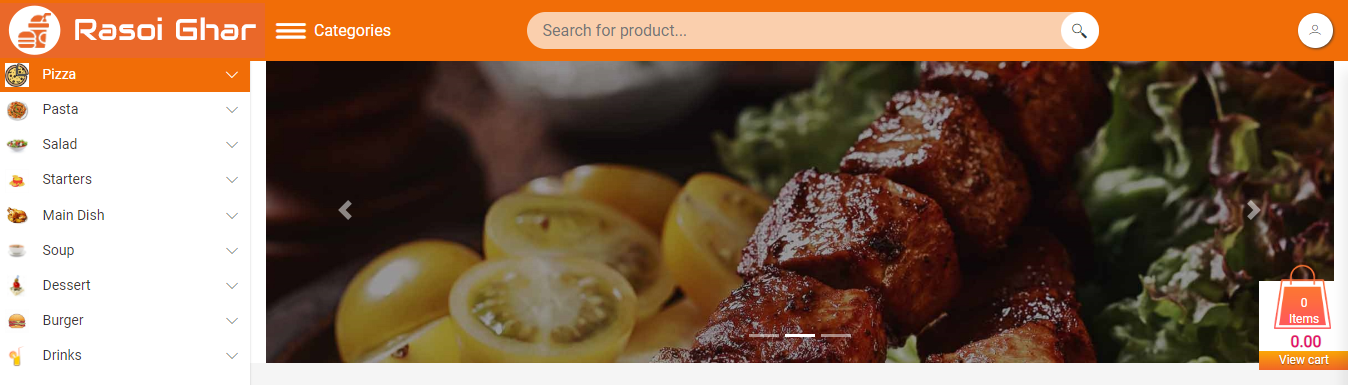 Rasoi Ghar
Categories
Search for product...
Pizza
Pasta
Salad
Starters
Main Dish
Soup
Dessert
Burger
Drinks
0
Items
0.00
View cart